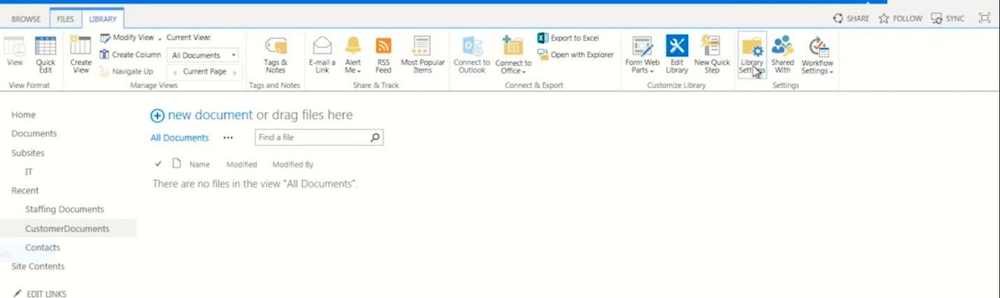 BROWSE FILES LIBRARY SHARE FOLLOW SYNC
View
Quick
Edit
View Format
Create
View
Modify View
Create Column
Navigate Up
Current View:
All Documents
Current Page
Manage Views
Tags &
Notes
Tags and Notes
E-mail a
Link
Alert
Me
RSS
Feed
Most Popular
Items
Share & Track
Connect to
Outlook
Connect to
Office
Export to Excel
Open with Explorer
Connect & Export
Form Web
Parts
Edit
Library
New Quick
Step
Customize Library
Library
Settings
Shared
With
Workflow
Settings
Settings
Home
Documents
Subsites
IT
Recent
Staffing Documents
CustomerDocuments
Contacts
Site Contents
EDIT LINKS
new document or drag files here
All Documents ••• Find a file
Name Modified Modified By
There are no files in the view "All Documents".